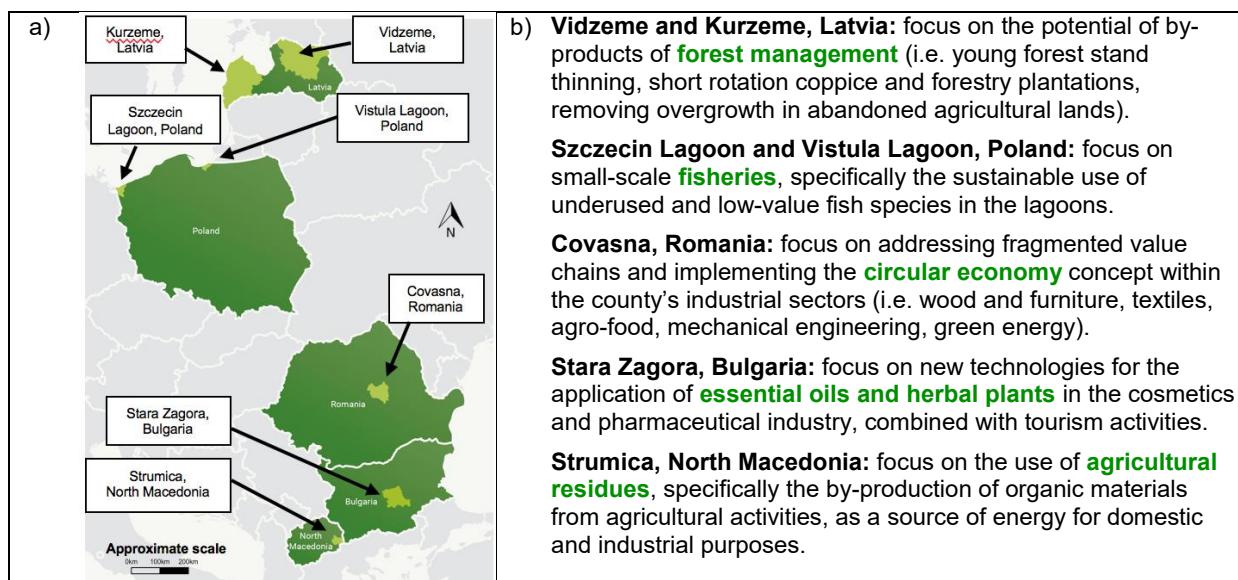 a)
Kurzeme,
Latvia
Vidzeme,
Latvia
Latvia
Szczecin
Lagoon, Poland
Vistula Lagoon,
Poland
Poland
N
Covasna,
Romania
Romania
Stara Zagora,
Bulgaria
Strumica,
North Macedonia
Bulgaria
North
Macedonia
Approximate scale
0km 100km 200km
b) Vidzeme and Kurzeme, Latvia: focus on the potential of by-
products of forest management (i.e. young forest stand
thinning, short rotation coppice and forestry plantations,
removing overgrowth in abandoned agricultural lands).
Szczecin Lagoon and Vistula Lagoon, Poland: focus on
small-scale fisheries, specifically the sustainable use of
underused and low-value fish species in the lagoons.
Covasna, Romania: focus on addressing fragmented value
chains and implementing the circular economy concept within
the county's industrial sectors (i.e. wood and furniture, textiles,
agro-food, mechanical engineering, green energy).
Stara Zagora, Bulgaria: focus on new technologies for the
application of essential oils and herbal plants in the cosmetics
and pharmaceutical industry, combined with tourism activities.
Strumica, North Macedonia: focus on the use of agricultural
residues, specifically the by-production of organic materials
from agricultural activities, as a source of energy for domestic
and industrial purposes.